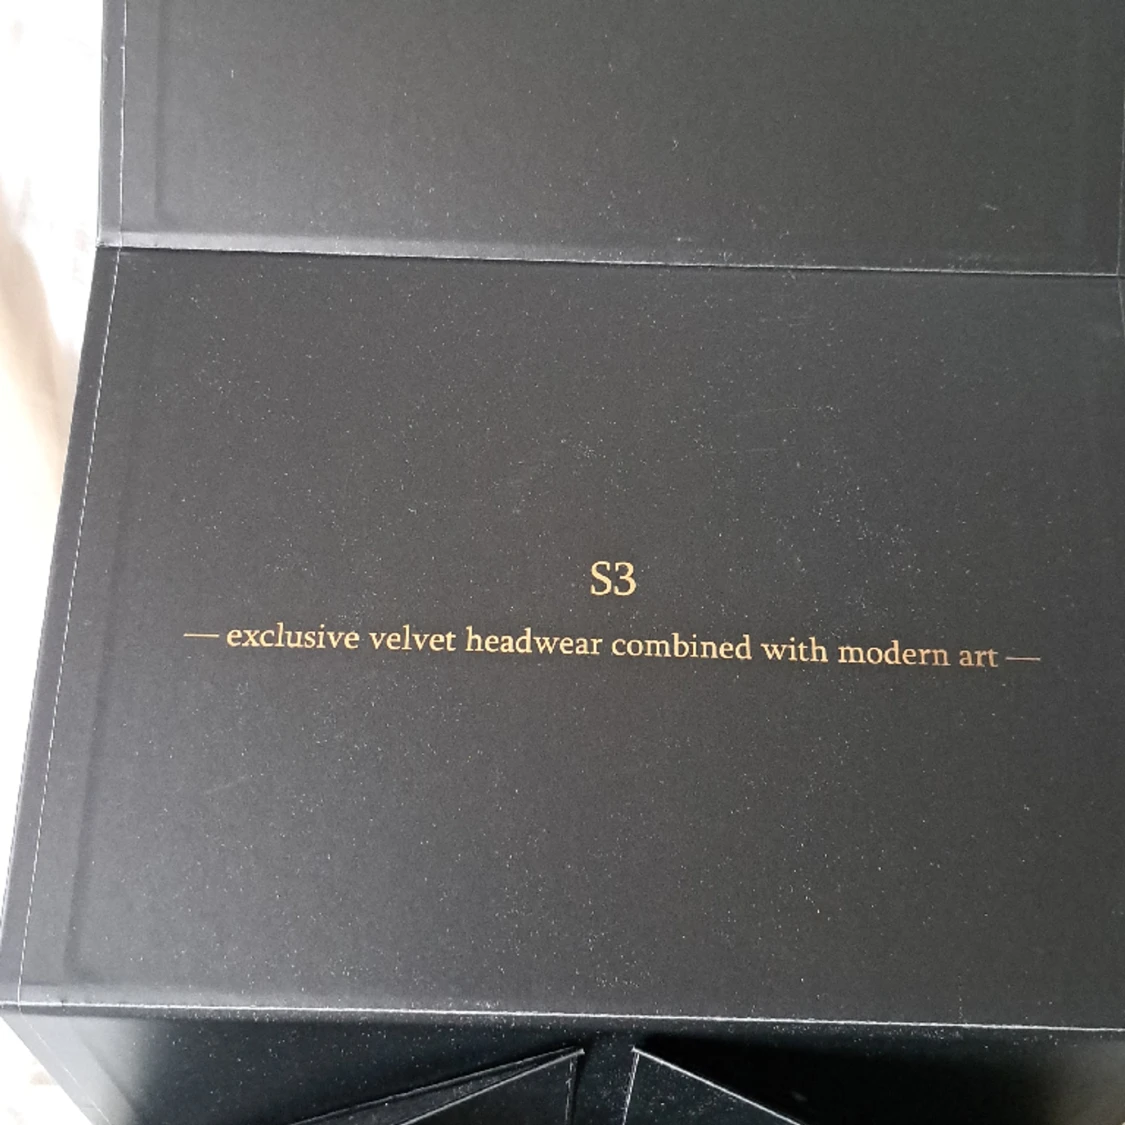 S3
— exclusive velvet headwear combined with modern art —